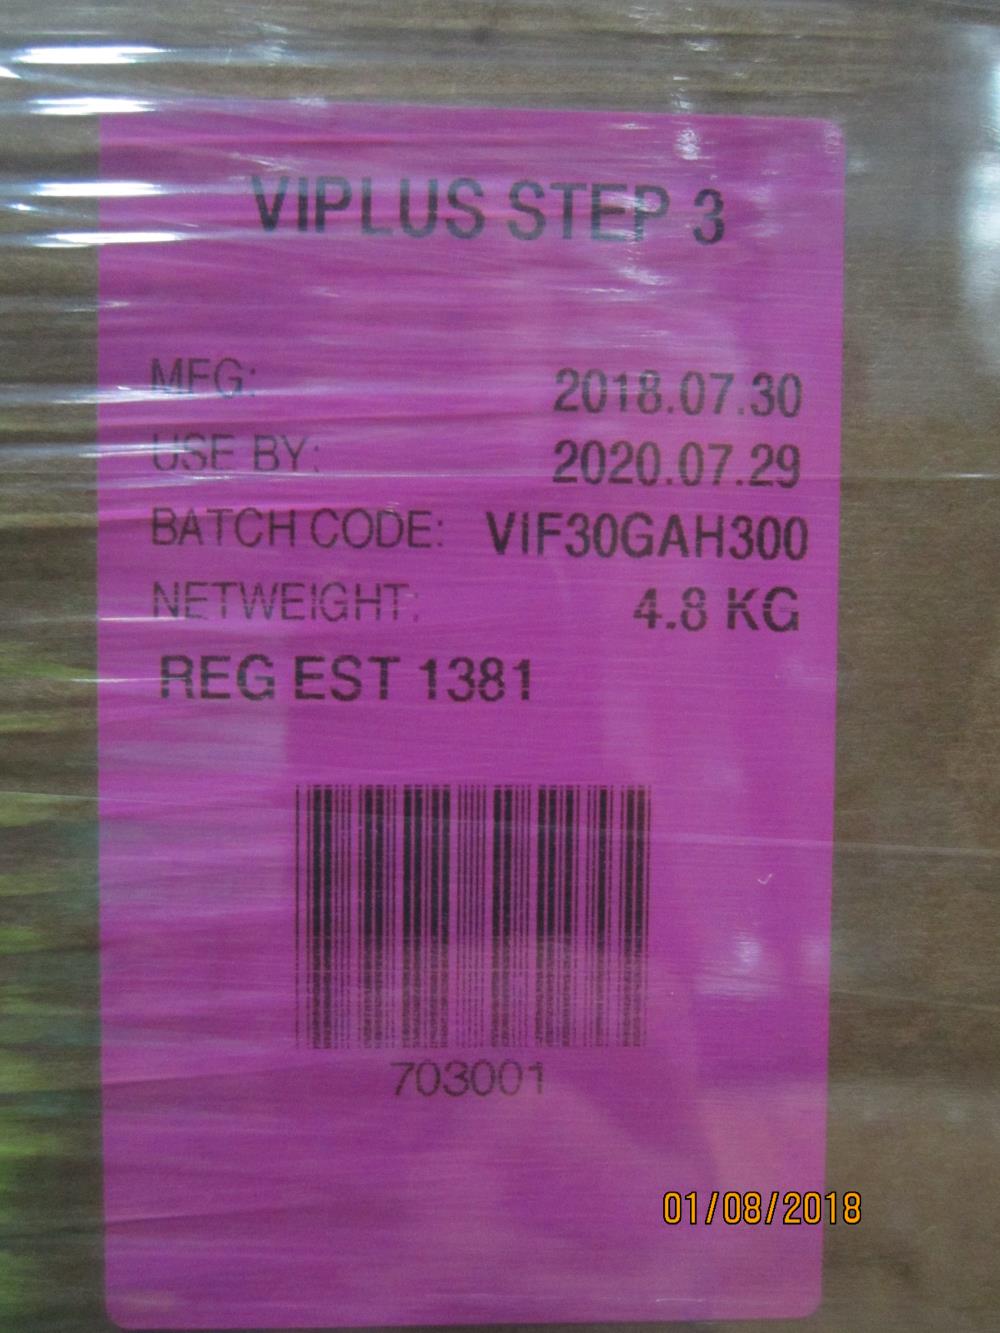 VIPLUS STEP 3
MFG: 2018.07.30
USE BY: 2020.07.29
BATCH CODE: VIF30GAH300
NETWEIGHT: 4.8 KG
REG EST 1381
703001
01/08/2018